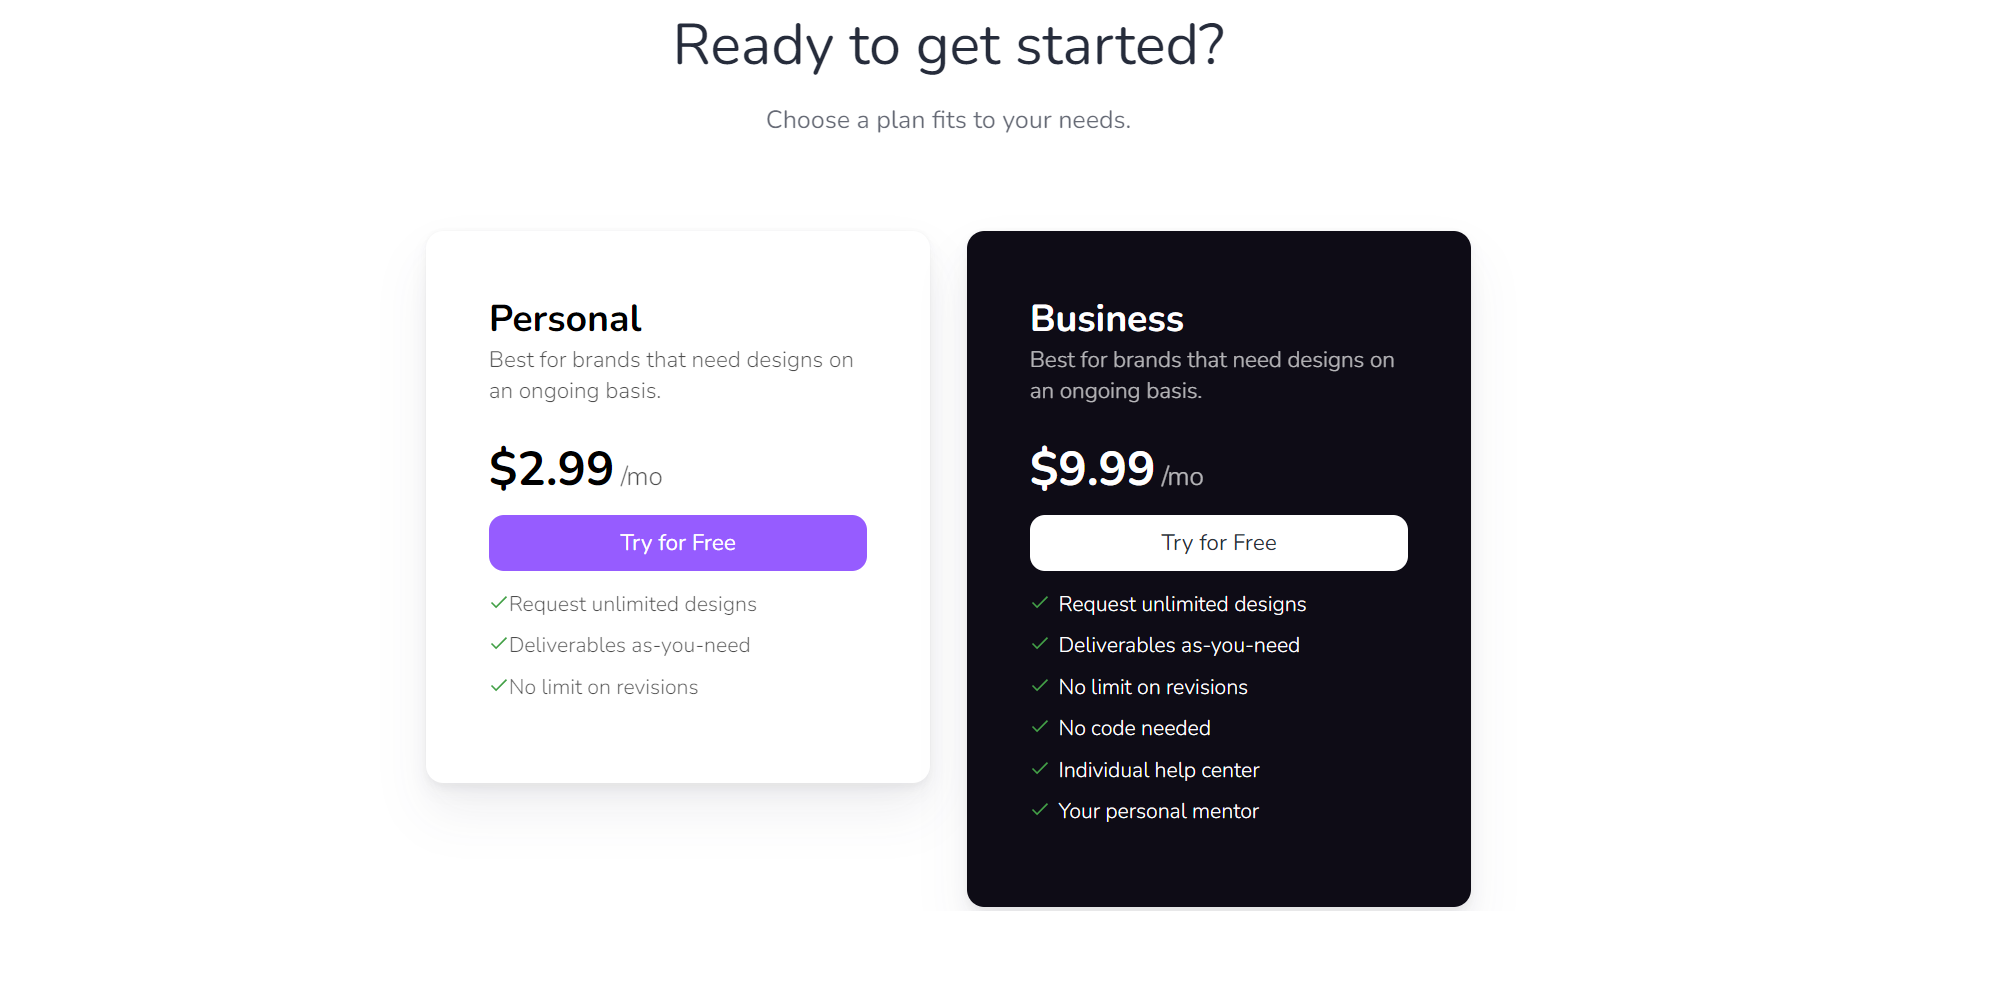 Ready to get started?
Choose a plan fits to your needs.
Personal
Best for brands that need designs on
an ongoing basis.
$2.99 /mo
Try for Free
Request unlimited designs
Deliverables as-you-need
No limit on revisions
Business
Best for brands that need designs on
an ongoing basis.
$9.99 /mo
Try for Free
Request unlimited designs
Deliverables as-you-need
No limit on revisions
No code needed
Individual help center
Your personal mentor